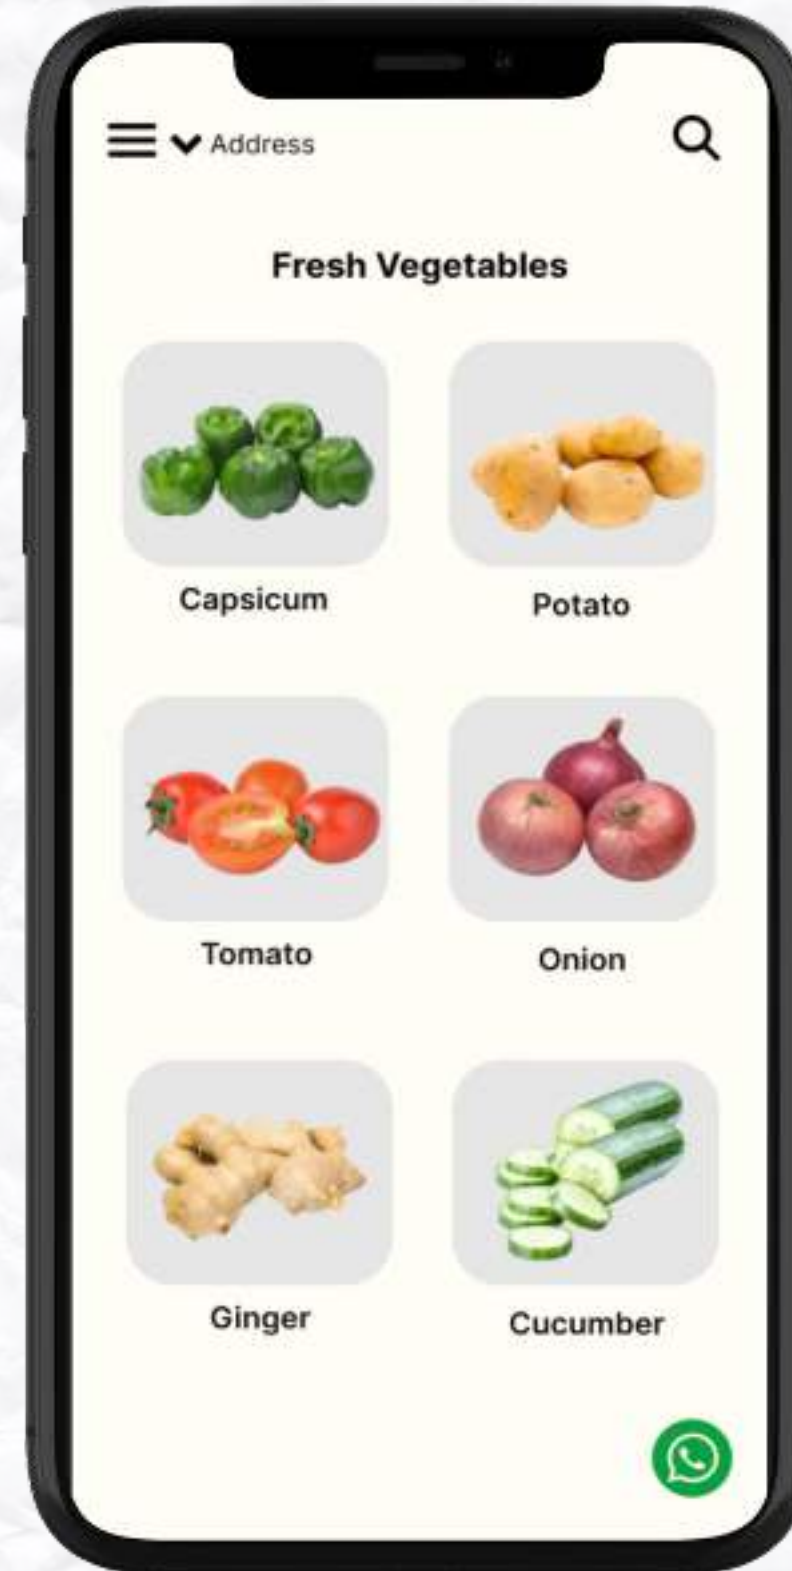 Address
Fresh Vegetables
Capsicum
Potato
Tomato
Onion
Ginger
Cucumber